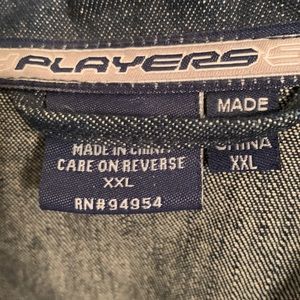 PLAYERS
MADE
MADE IN CHINA
CARE ON REVERSE
XXL
RN#94954
CHINA
XXL